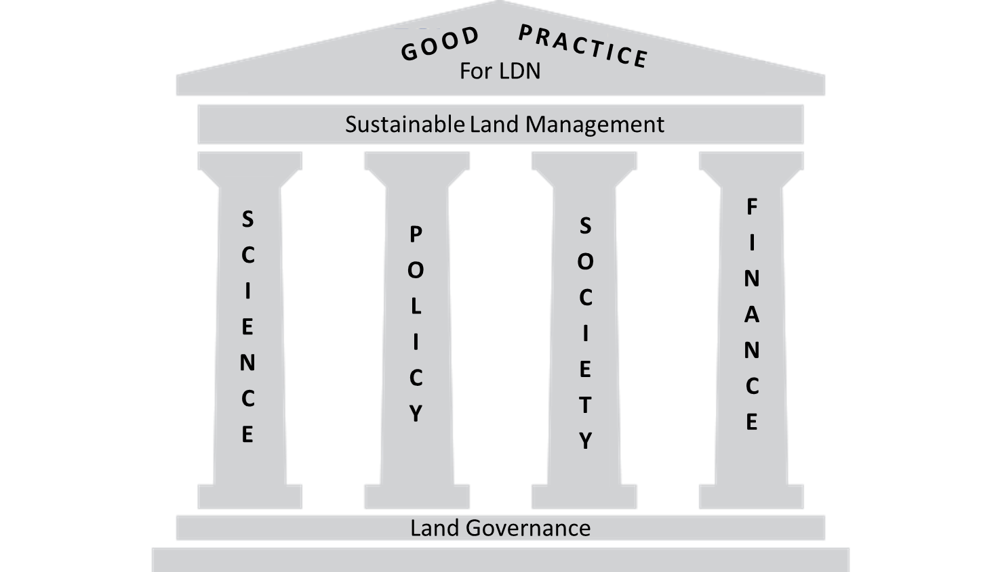 GOOD PRACTICE
For LDN
Sustainable Land Management
SCIENCE
POLICY
SOCIETY
FINANCE
Land Governance